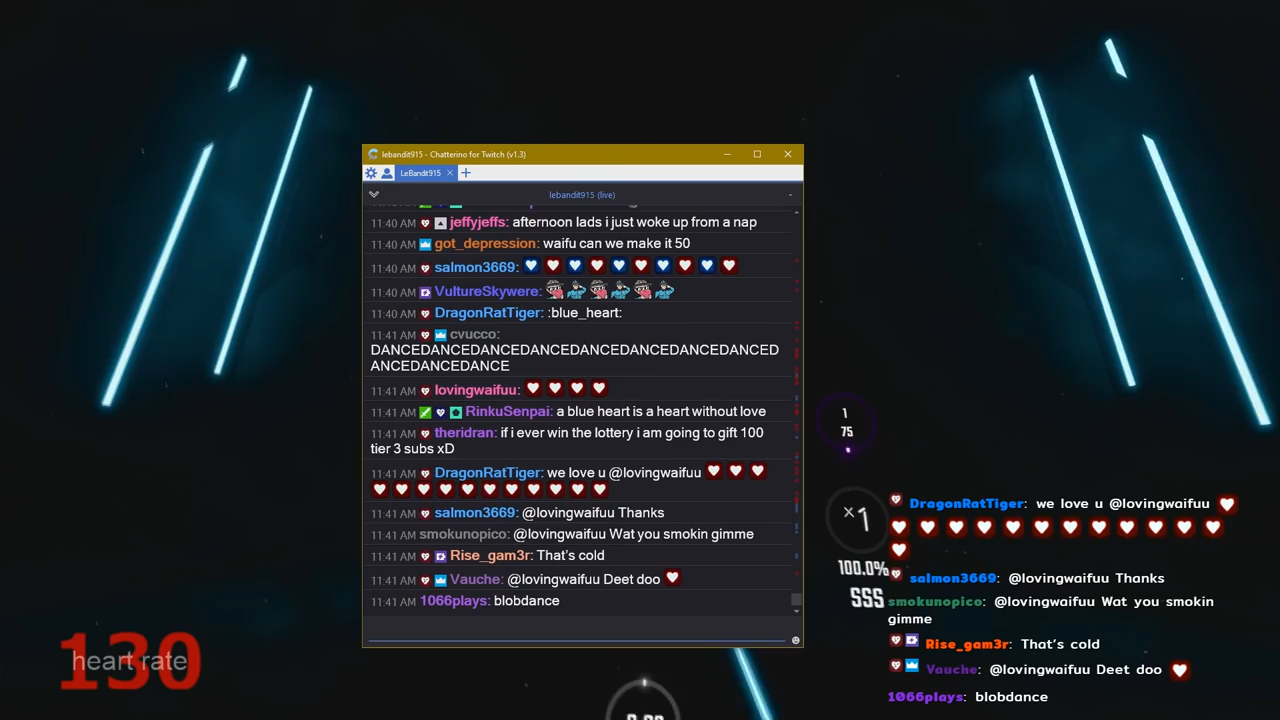 lebandit915 - Chatterino for Twitch (v1.3)
LeBandit915
lebandit915 (live)
11:40 AM jeffyjeffs: afternoon lads i just woke up from a nap
11:40 AM got_depression: waifu can we make it 50
11:40 AM salmon3669:
11:40 AM VultureSkywere:
11:40 AM DragonRatTiger: :blue_heart:
11:41 AM cvucco:
DANCEDANCEDANCEDANCEDANCEDANCEDANCEDANCED
ANCEDANCEDANCE
11:41 AM lovingwaifuu:
11:41 AM RinkuSenpai: a blue heart is a heart without love
11:41 AM theridran: if i ever win the lottery i am going to gift 100
tier 3 subs xD
11:41 AM DragonRatTiger: we love u @lovingwaifuu
11:41 AM salmon3669: @lovingwaifuu Thanks
11:41 AM smokunopico: @lovingwaifuu Wat you smokin gimme
11:41 AM Rise_gam3r: That's cold
11:41 AM Vauche: @lovingwaifuu Deet doo
11:41 AM 1066plays: blobdance
1
75
×1
100.0%
SSS
DragonRatTiger: we love u @lovingwaifuu
salmon3669: @lovingwaifuu Thanks
smokunopico: @lovingwaifuu Wat you smokin
gimme
Rise_gam3r: That's cold
Vauche: @lovingwaifuu Deet doo
1066plays: blobdance
130
heart rate